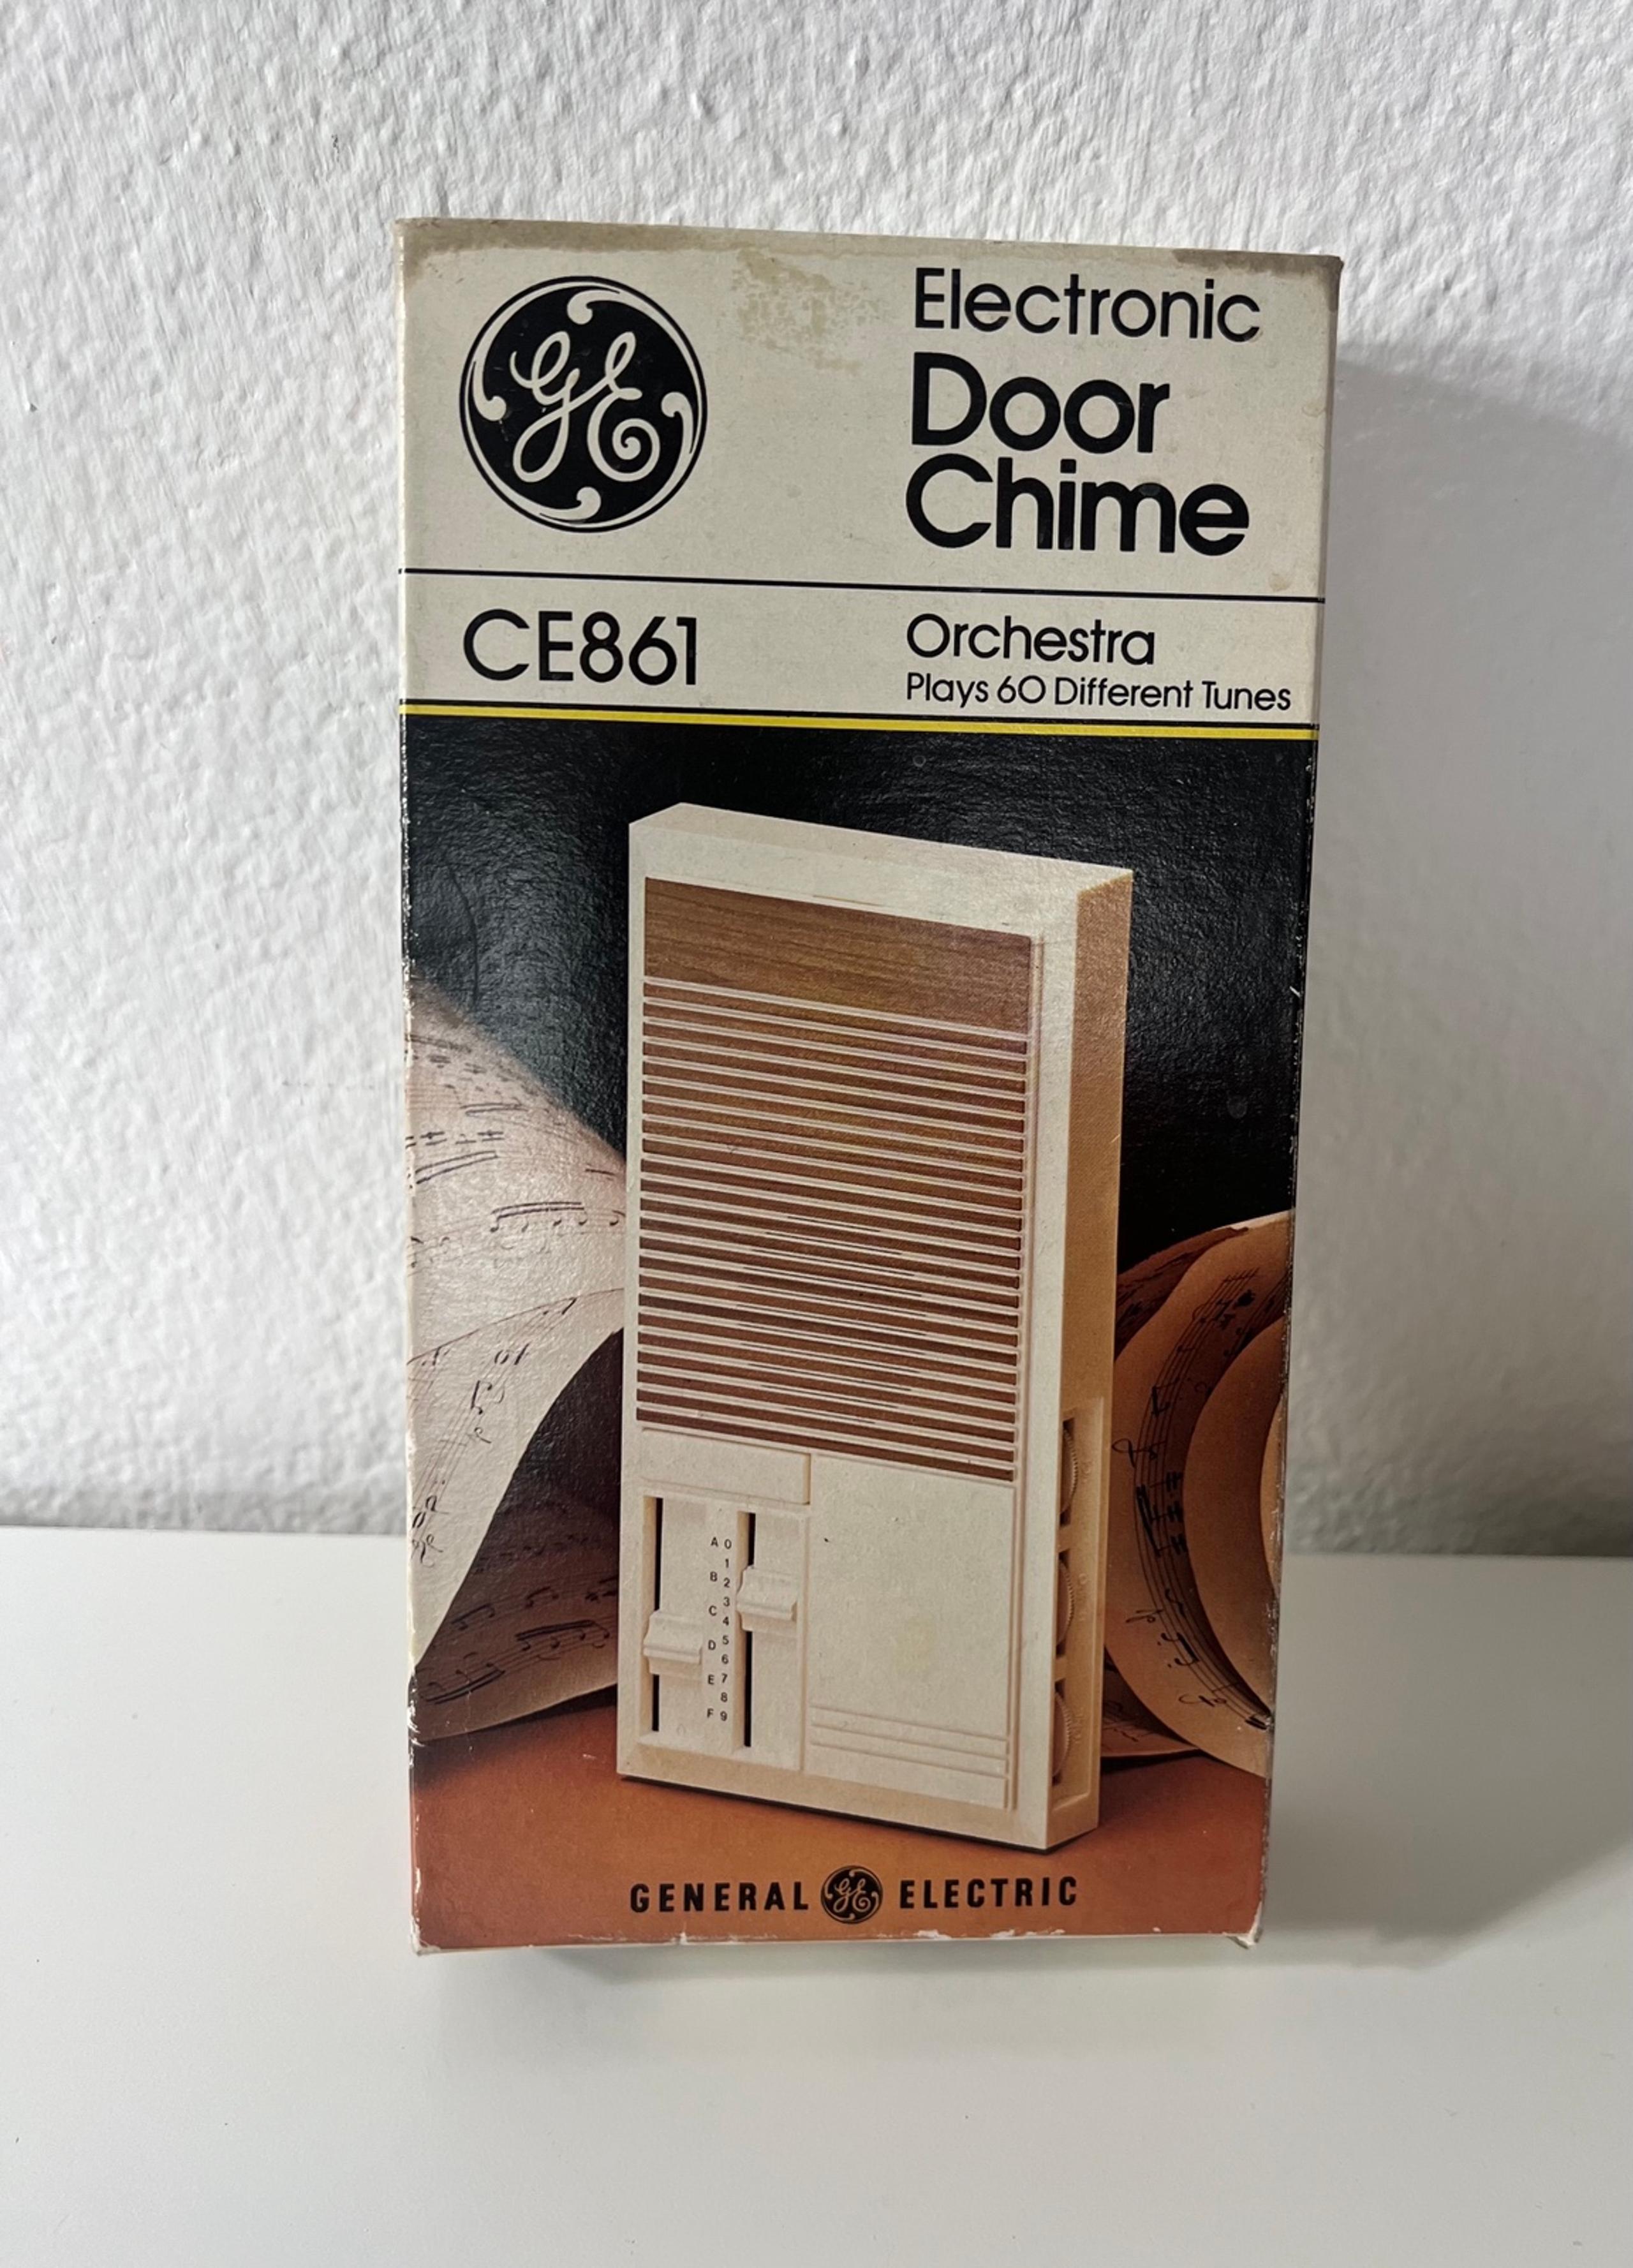 GE
Electronic
Door
Chime
CE861
Orchestra
Plays 60 Different Tunes
A 0
1
B 2
3
C 4
D 5
6
E 7
8
F 9
GENERAL GE ELECTRIC